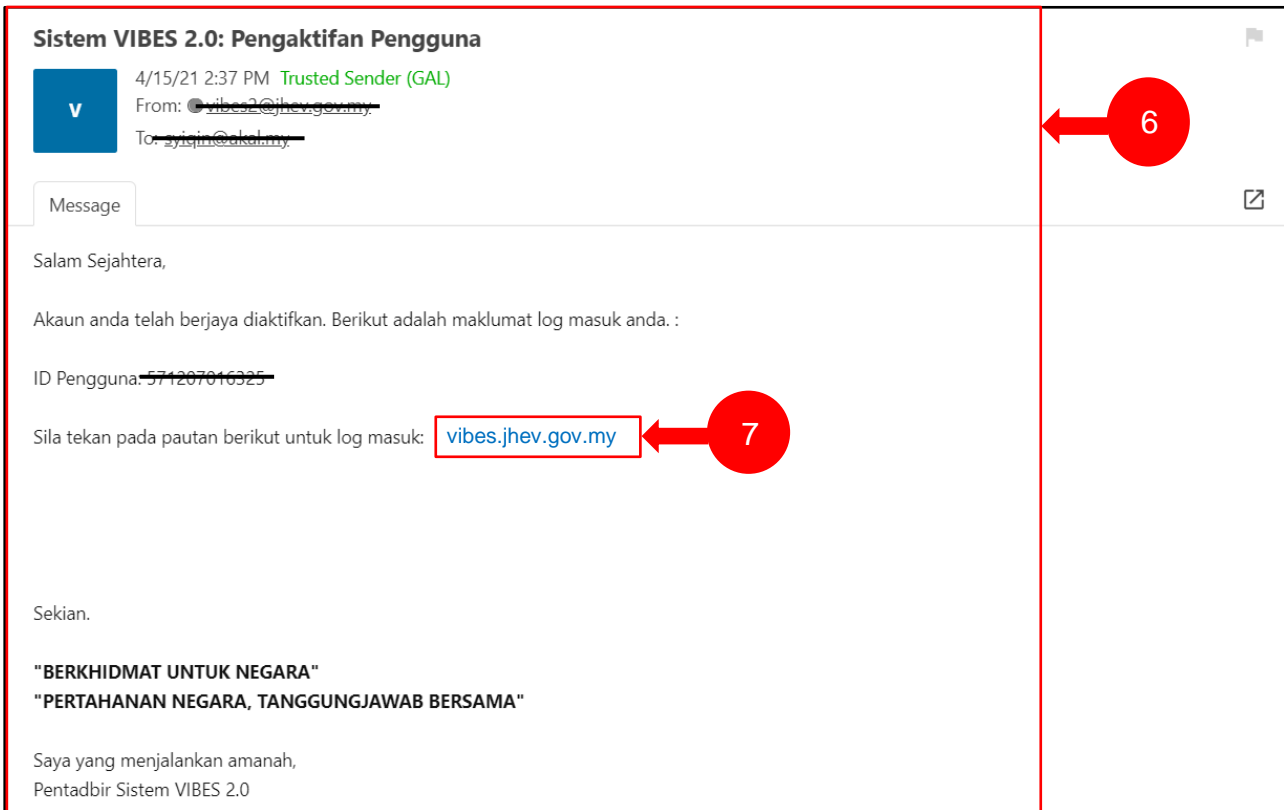 Sistem VIBES 2.0: Pengaktifan Pengguna
v
4/15/21 2:37 PM Trusted Sender (GAL)
From:
To:
6
Message
Salam Sejahtera,
Akaun anda telah berjaya diaktifkan. Berikut adalah maklumat log masuk anda. :
ID Pengguna:
Sila tekan pada pautan berikut untuk log masuk: vibes.jhev.gov.my
7
Sekian.
"BERKHIDMAT UNTUK NEGARA"
"PERTAHANAN NEGARA, TANGGUNGJAWAB BERSAMA"
Saya yang menjalankan amanah,
Pentadbir Sistem VIBES 2.0